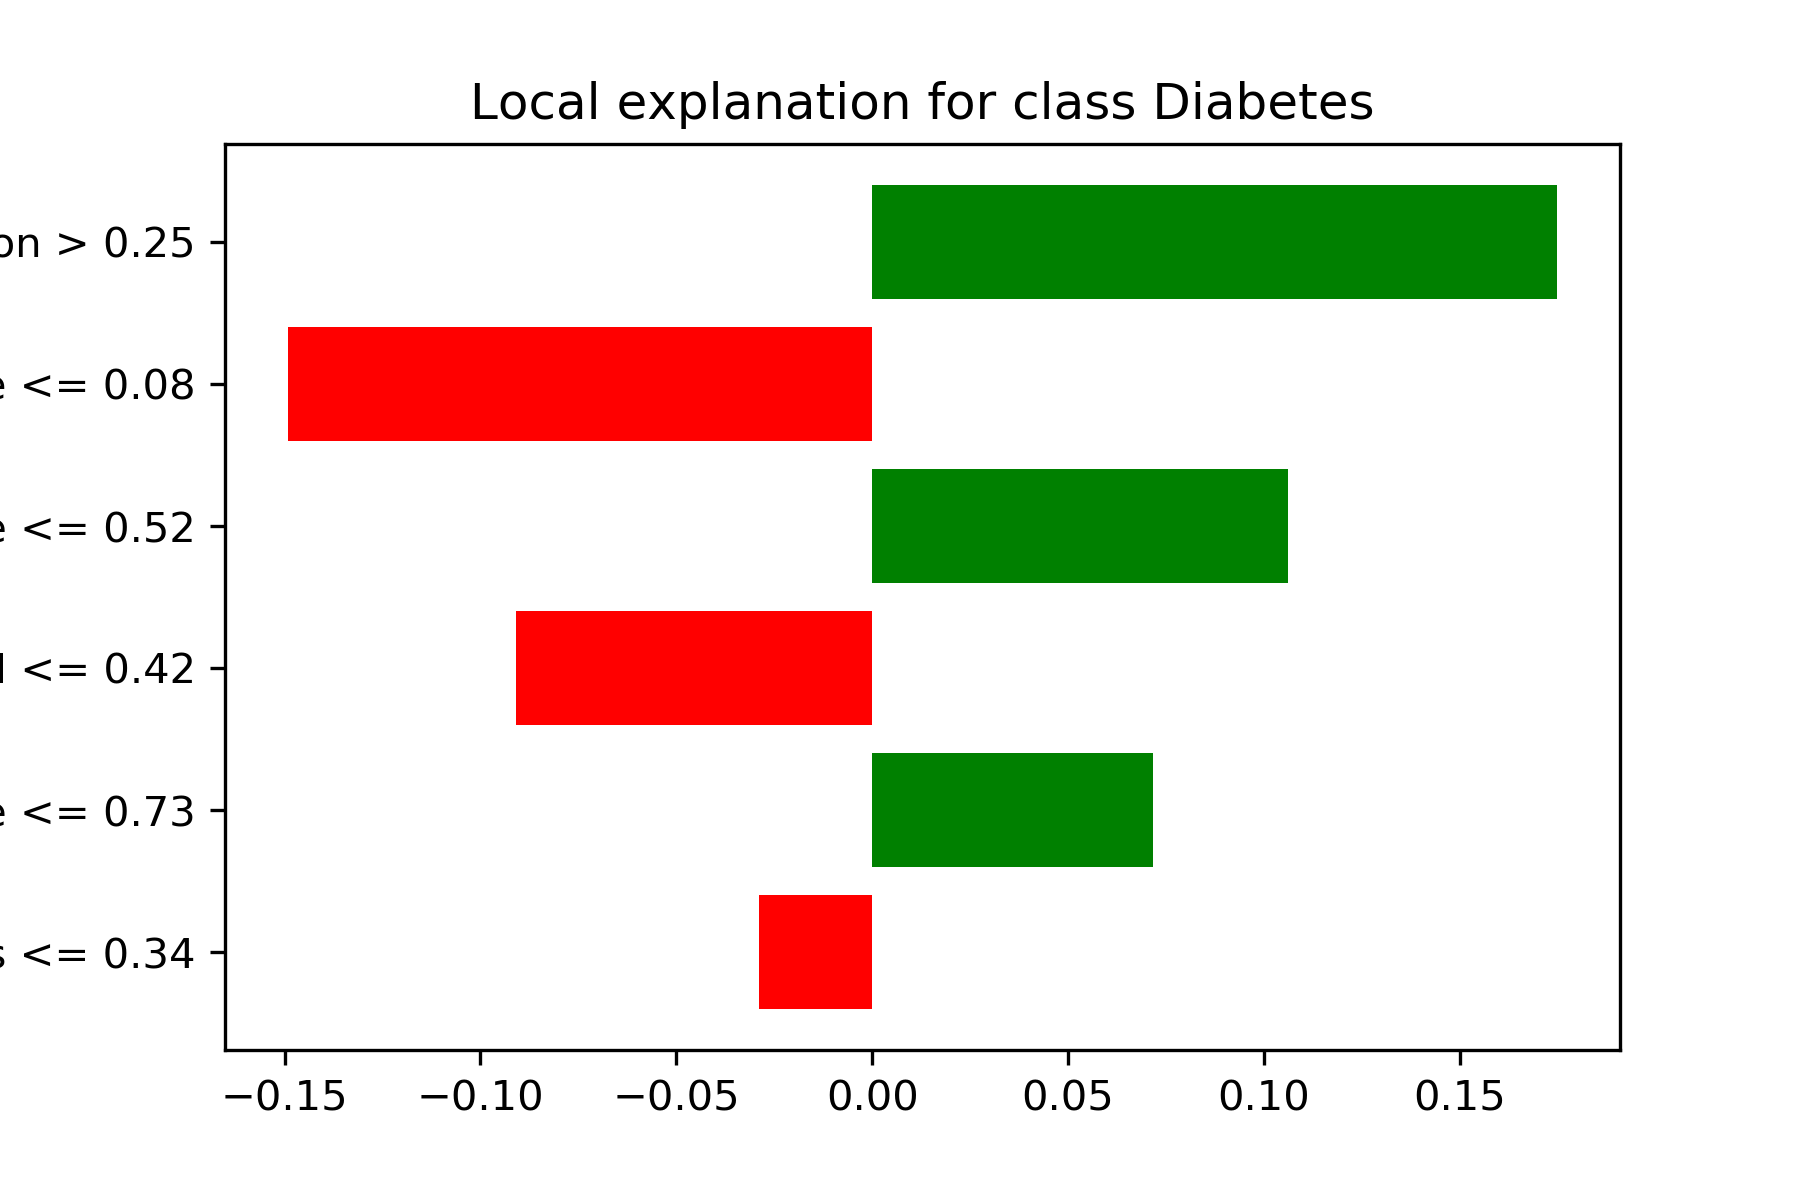 Local explanation for class Diabetes
on > 0.25
e <= 0.08
e <= 0.52
<= 0.42
e <= 0.73
s <= 0.34
−0.15 −0.10 −0.05 0.00 0.05 0.10 0.15